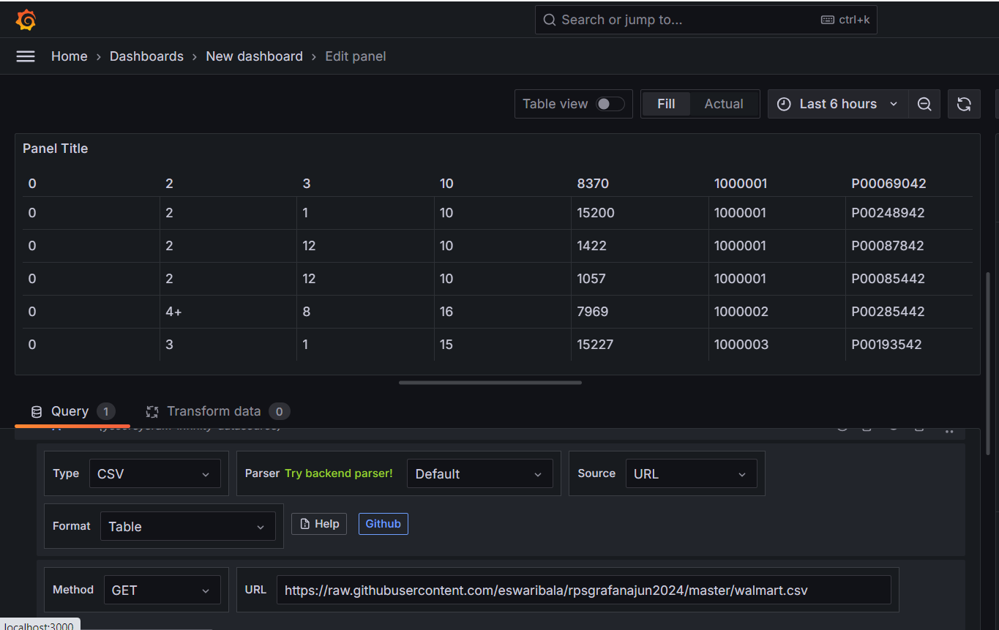 Search or jump to... ctrl+k
Home › Dashboards › New dashboard › Edit panel
Table view Fill Actual Last 6 hours
Panel Title
0 2 3 10 8370 1000001 P00069042
0 2 1 10 15200 1000001 P00248942
0 2 12 10 1422 1000001 P00087842
0 2 12 10 1057 1000001 P00085442
0 4+ 8 16 7969 1000002 P00285442
0 3 1 15 15227 1000003 P00193542
Query 1 Transform data 0
Type CSV Parser Try backend parser! Default Source URL
Format Table Help Github
Method GET URL https://raw.githubusercontent.com/eswaribala/rpsgrafanajun2024/master/walmart.csv
localhost:3000